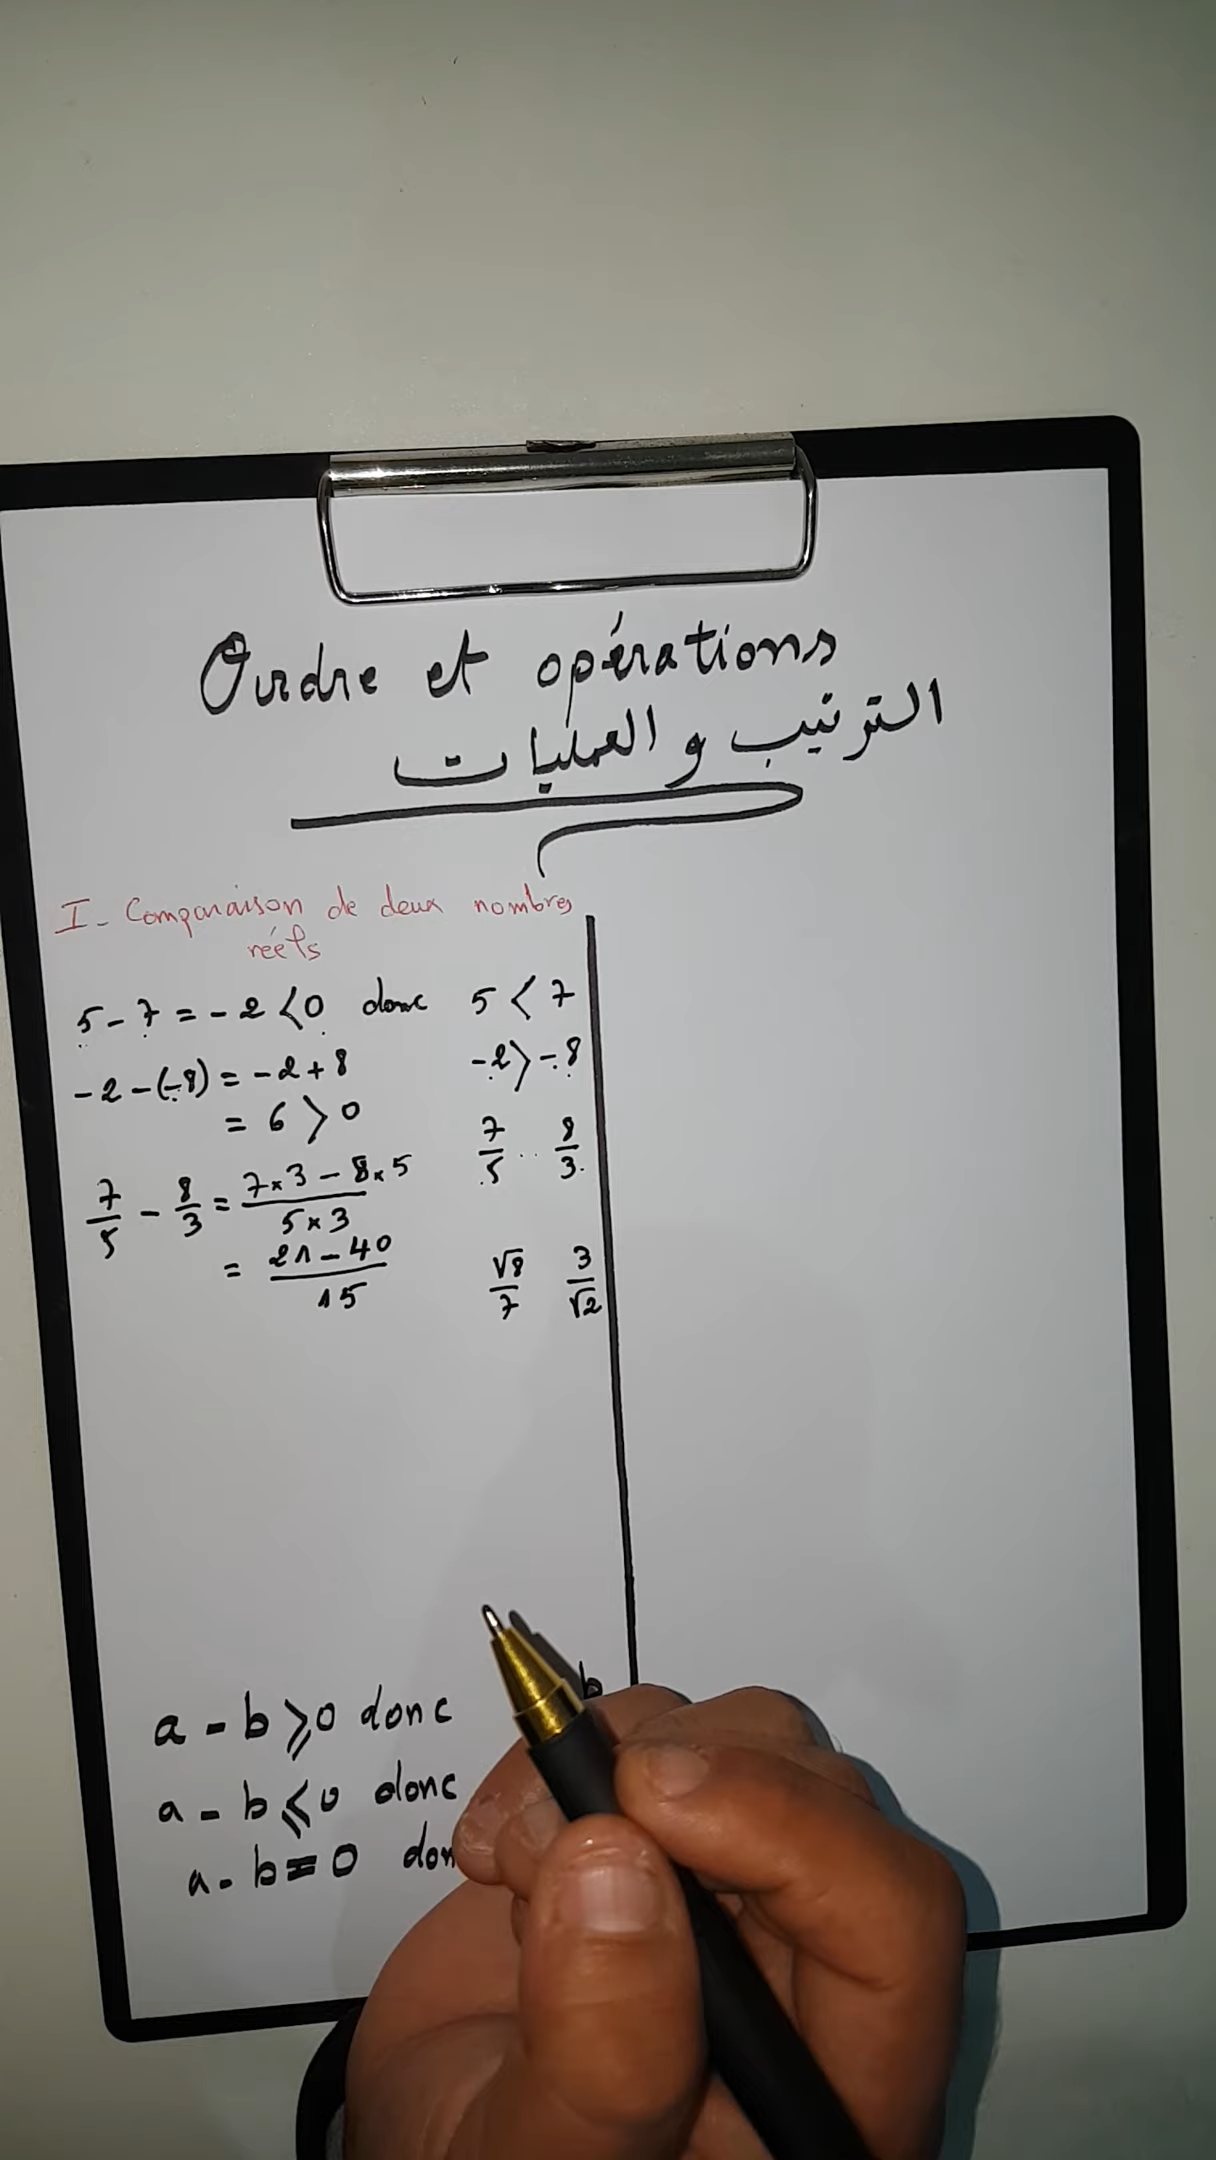 Ordre et opérations
الترتيب و العمليات
I - Comparaison de deux nombres
réels
5 - 7 = - 2 < 0 donc 5 < 7
- 2 - (-8) = - 2 + 8 - 2 > - 8
= 6 > 0
7/5 - 8/3 = (7 × 3 - 8 × 5)/(5 × 3) 7/5 .. 8/3
= (21 - 40)/15
√8/7 3/√2
a - b ⩾ 0 donc b
a - b ⩽ 0 donc
a - b = 0 don